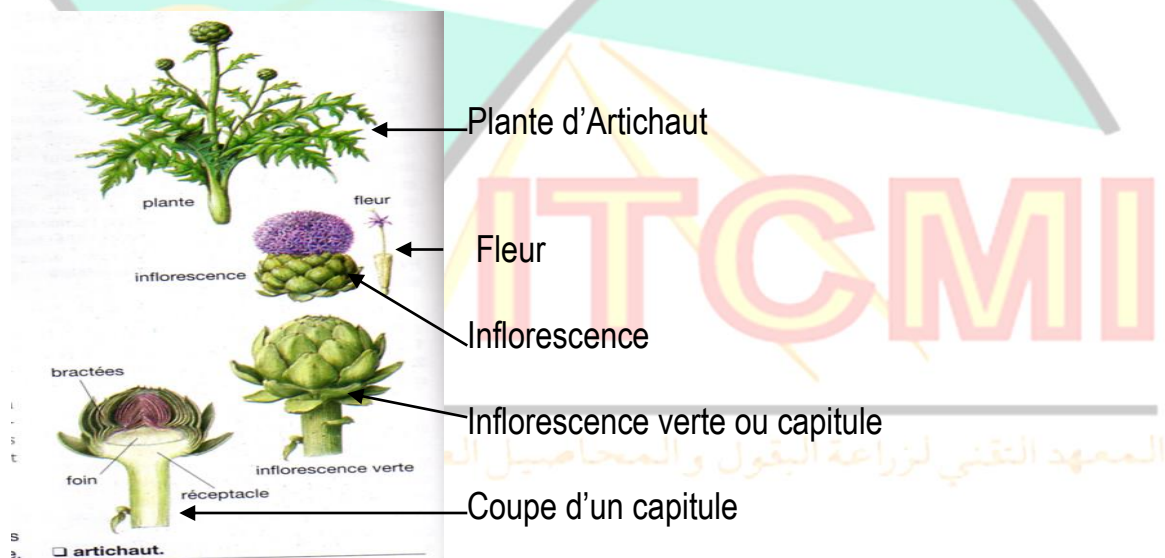 Plante d’Artichaut
plante
fleur
Fleur
inflorescence
Inflorescence
bractées
Inflorescence verte ou capitule
inflorescence verte
foin
réceptacle
Coupe d’un capitule
artichaut.
ITCMI
المعهد التقني لزراعة البقول و المحاصيل